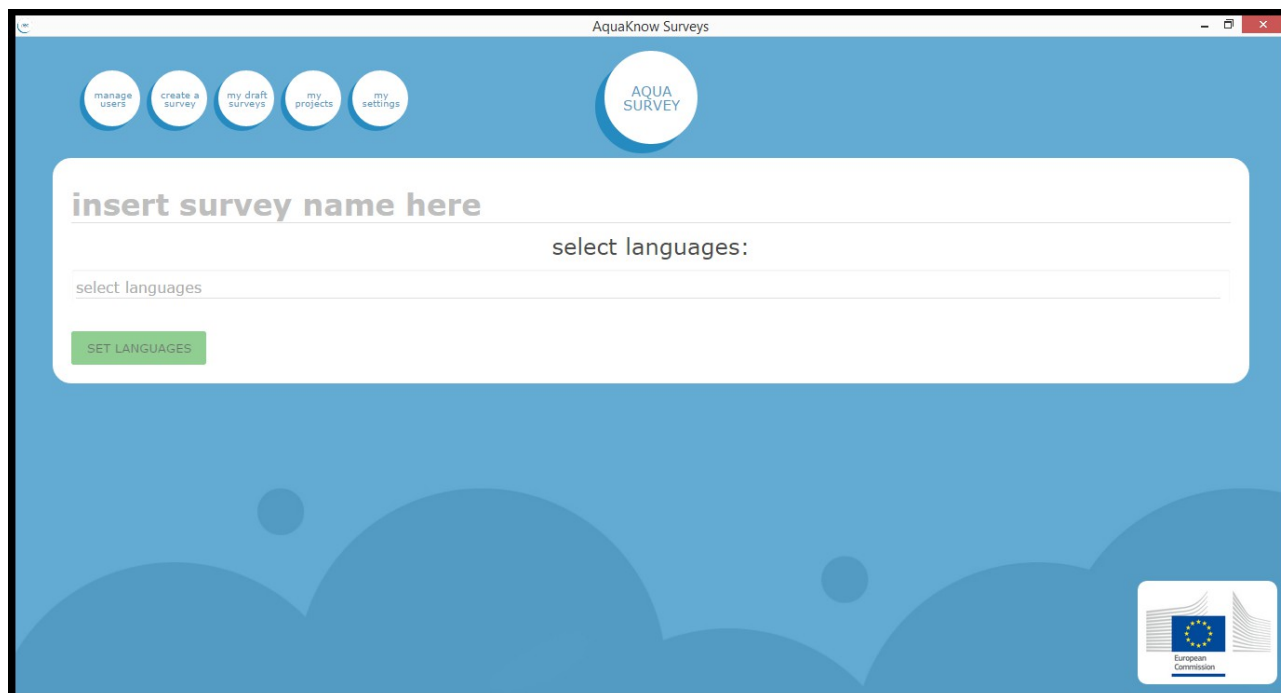 AquaKnow Surveys
manage
users
create a
survey
my draft
surveys
my
projects
my
settings
AQUA
SURVEY
insert survey name here
select languages:
select languages
SET LANGUAGES
European
Commission